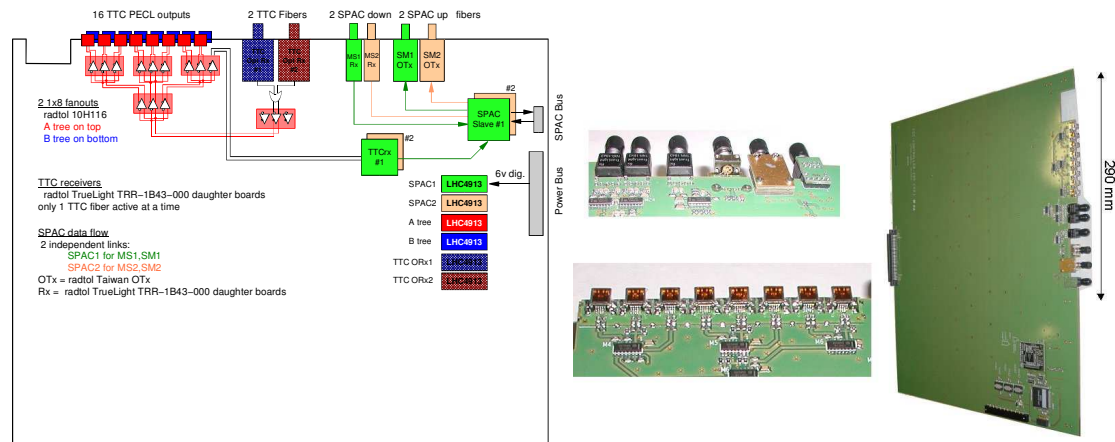 16 TTC PECL outputs
2 TTC Fibers
2 SPAC down
2 SPAC up fibers
MS1
Rx
MS2
Rx
SM1
OTx
SM2
OTx
2 1x8 fanouts
radtol 10H116
A tree on top
B tree on bottom
#2
SPAC
Slave #1
SPAC Bus
#2
TTCrx
#1
TTC receivers
radtol TrueLight TRR−1B43−000 daughter boards
only 1 TTC fiber active at a time
SPAC data flow
2 independent links:
SPAC1 for MS1,SM1
SPAC2 for MS2,SM2
OTx = radtol Taiwan OTx
Rx = radtol TrueLight TRR−1B43−000 daughter boards
6v dig.
Power Bus
SPAC1 LHC4913
SPAC2 LHC4913
A tree LHC4913
B tree LHC4913
TTC ORx1 LHC4913
TTC ORx2 LHC4913
M4
M5
M6
290 mm